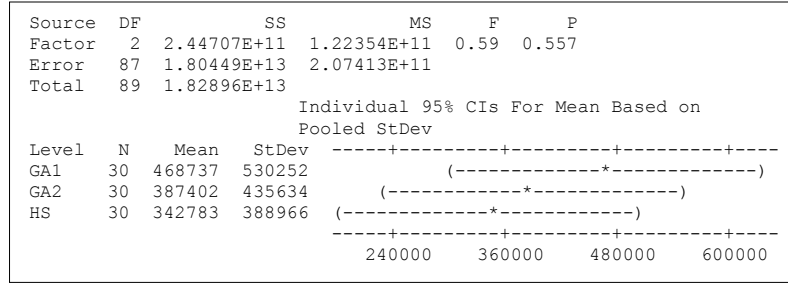 Source  DF           SS           MS     F      P
Factor   2  2.44707E+11  1.22354E+11  0.59  0.557
Error   87  1.80449E+13  2.07413E+11
Total   89  1.82896E+13
                        Individual 95% CIs For Mean Based on
                        Pooled StDev
Level   N    Mean   StDev  -----+---------+---------+---------+----
GA1    30  468737  530252            (-------------*-------------)
GA2    30  387402  435634      (------------*-------------)
HS     30  342783  388966  (-------------*------------)
                           -----+---------+---------+---------+----
                              240000    360000    480000    600000